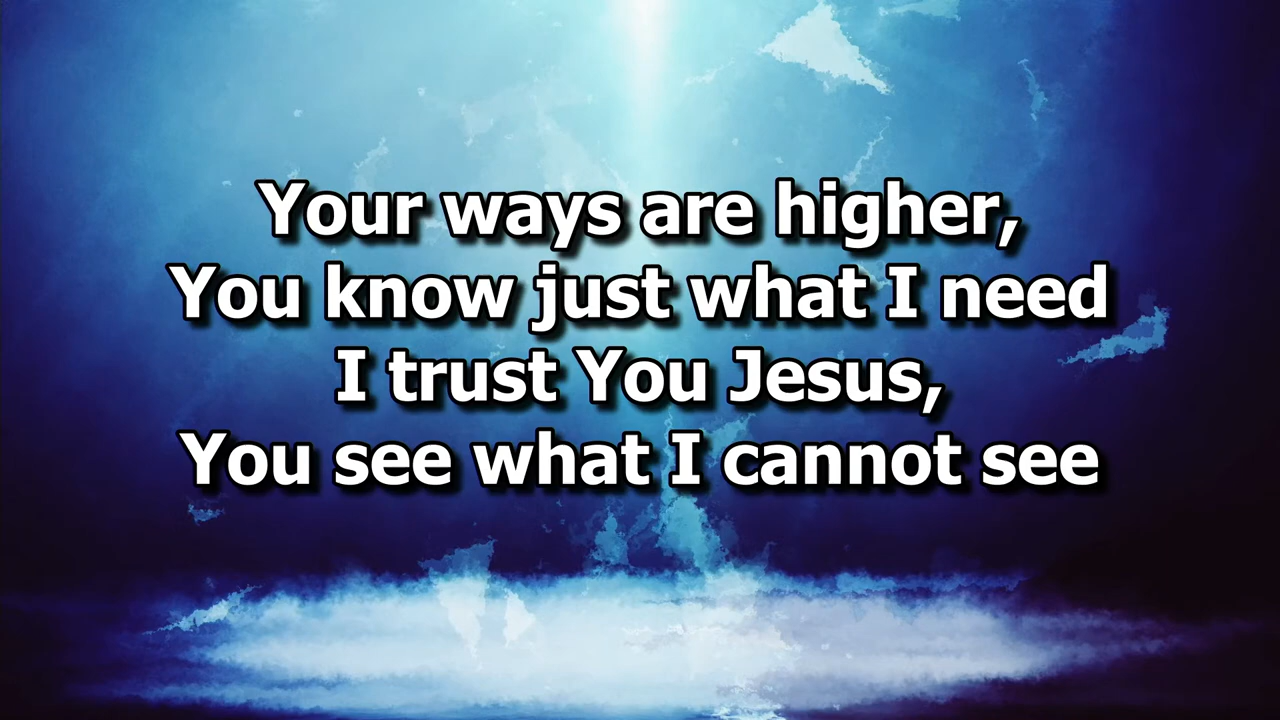 Your ways are higher,
You know just what I need
I trust You Jesus,
You see what I cannot see